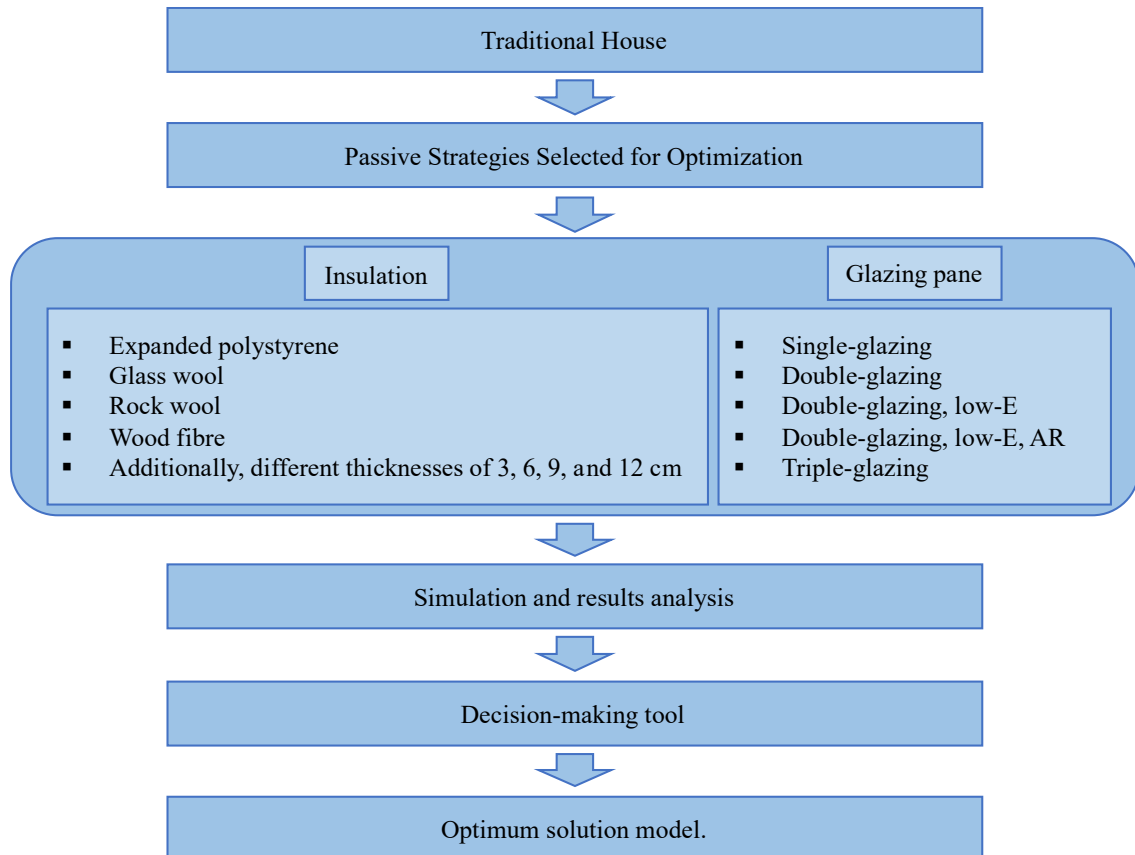 Traditional House
Passive Strategies Selected for Optimization
Insulation
▪ Expanded polystyrene
▪ Glass wool
▪ Rock wool
▪ Wood fibre
▪ Additionally, different thicknesses of 3, 6, 9, and 12 cm
Glazing pane
▪ Single-glazing
▪ Double-glazing
▪ Double-glazing, low-E
▪ Double-glazing, low-E, AR
▪ Triple-glazing
Simulation and results analysis
Decision-making tool
Optimum solution model.